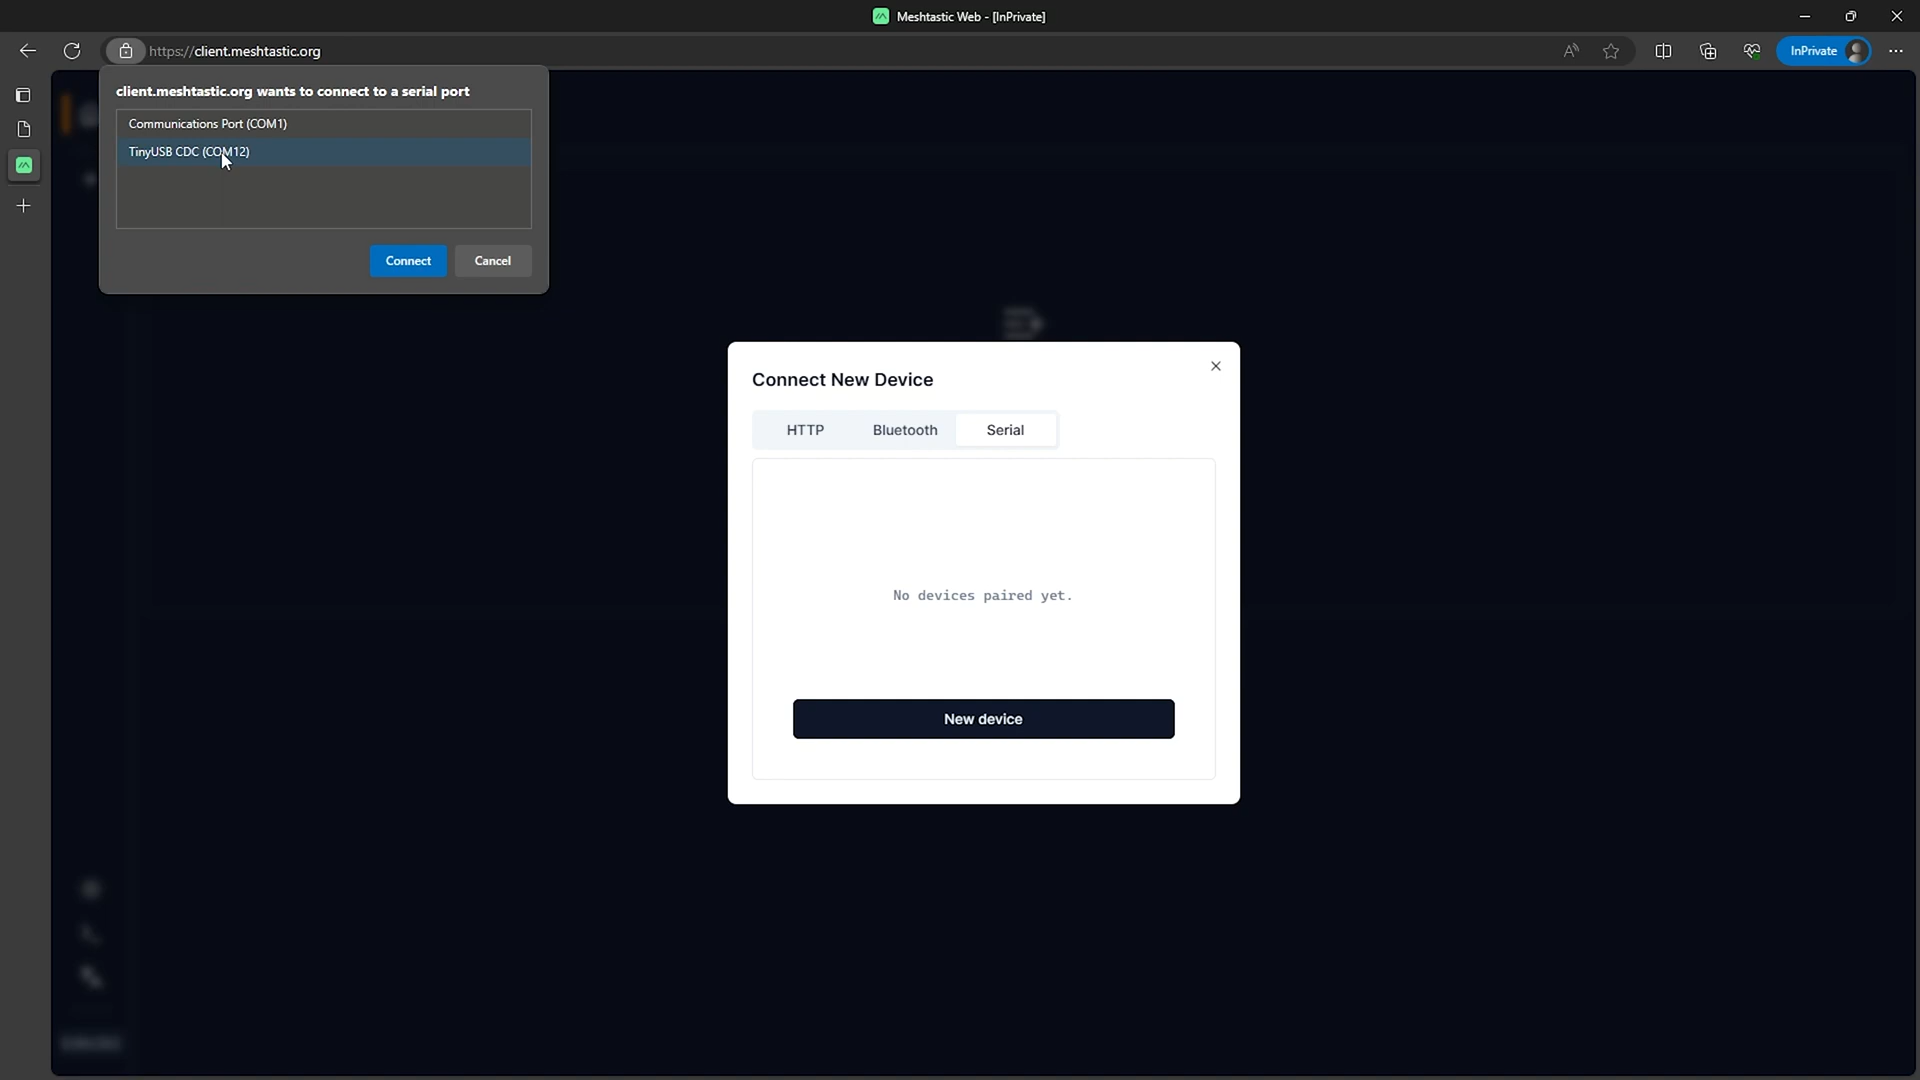 Meshtastic Web - [InPrivate]
https://client.meshtastic.org
InPrivate
client.meshtastic.org wants to connect to a serial port
Communications Port (COM1)
TinyUSB CDC (COM12)
Connect
Cancel
Connect New Device
HTTP
Bluetooth
Serial
No devices paired yet.
New device